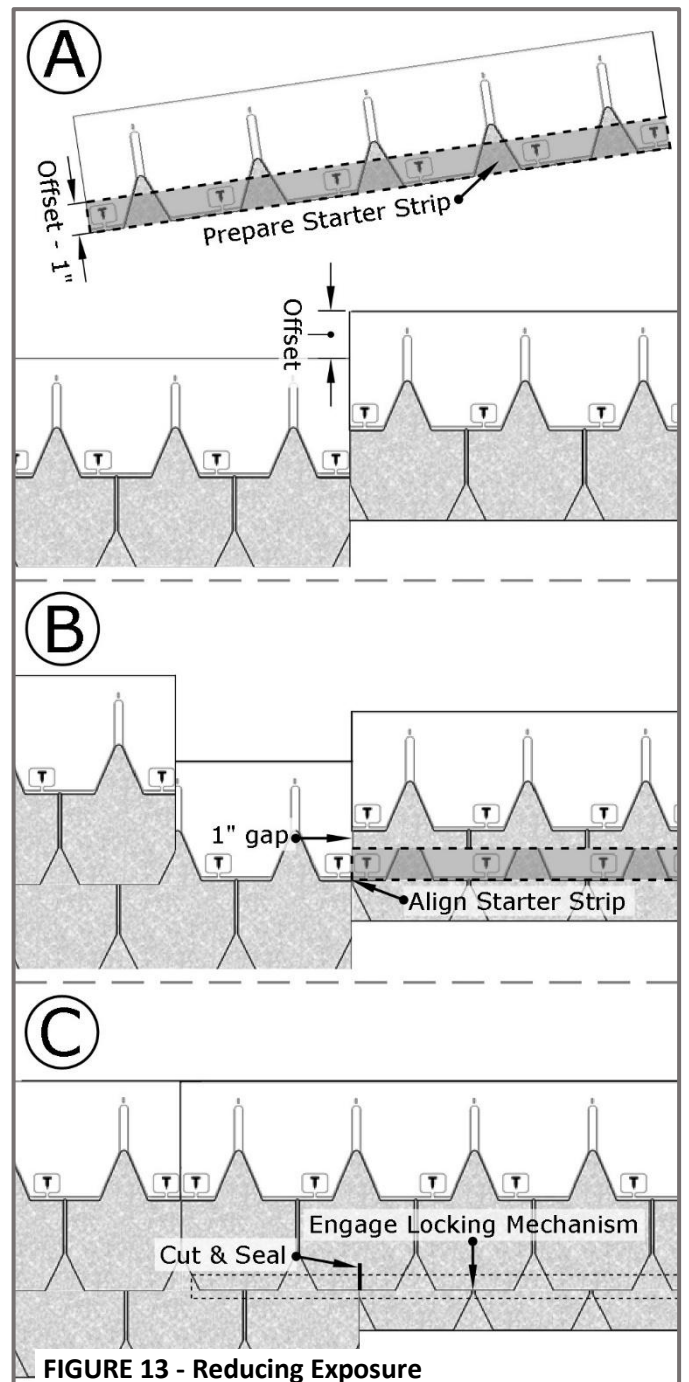 A
Offset - 1"
Prepare Starter Strip
Offset
B
1" gap
Align Starter Strip
C
Engage Locking Mechanism
Cut & Seal
FIGURE 13 - Reducing Exposure